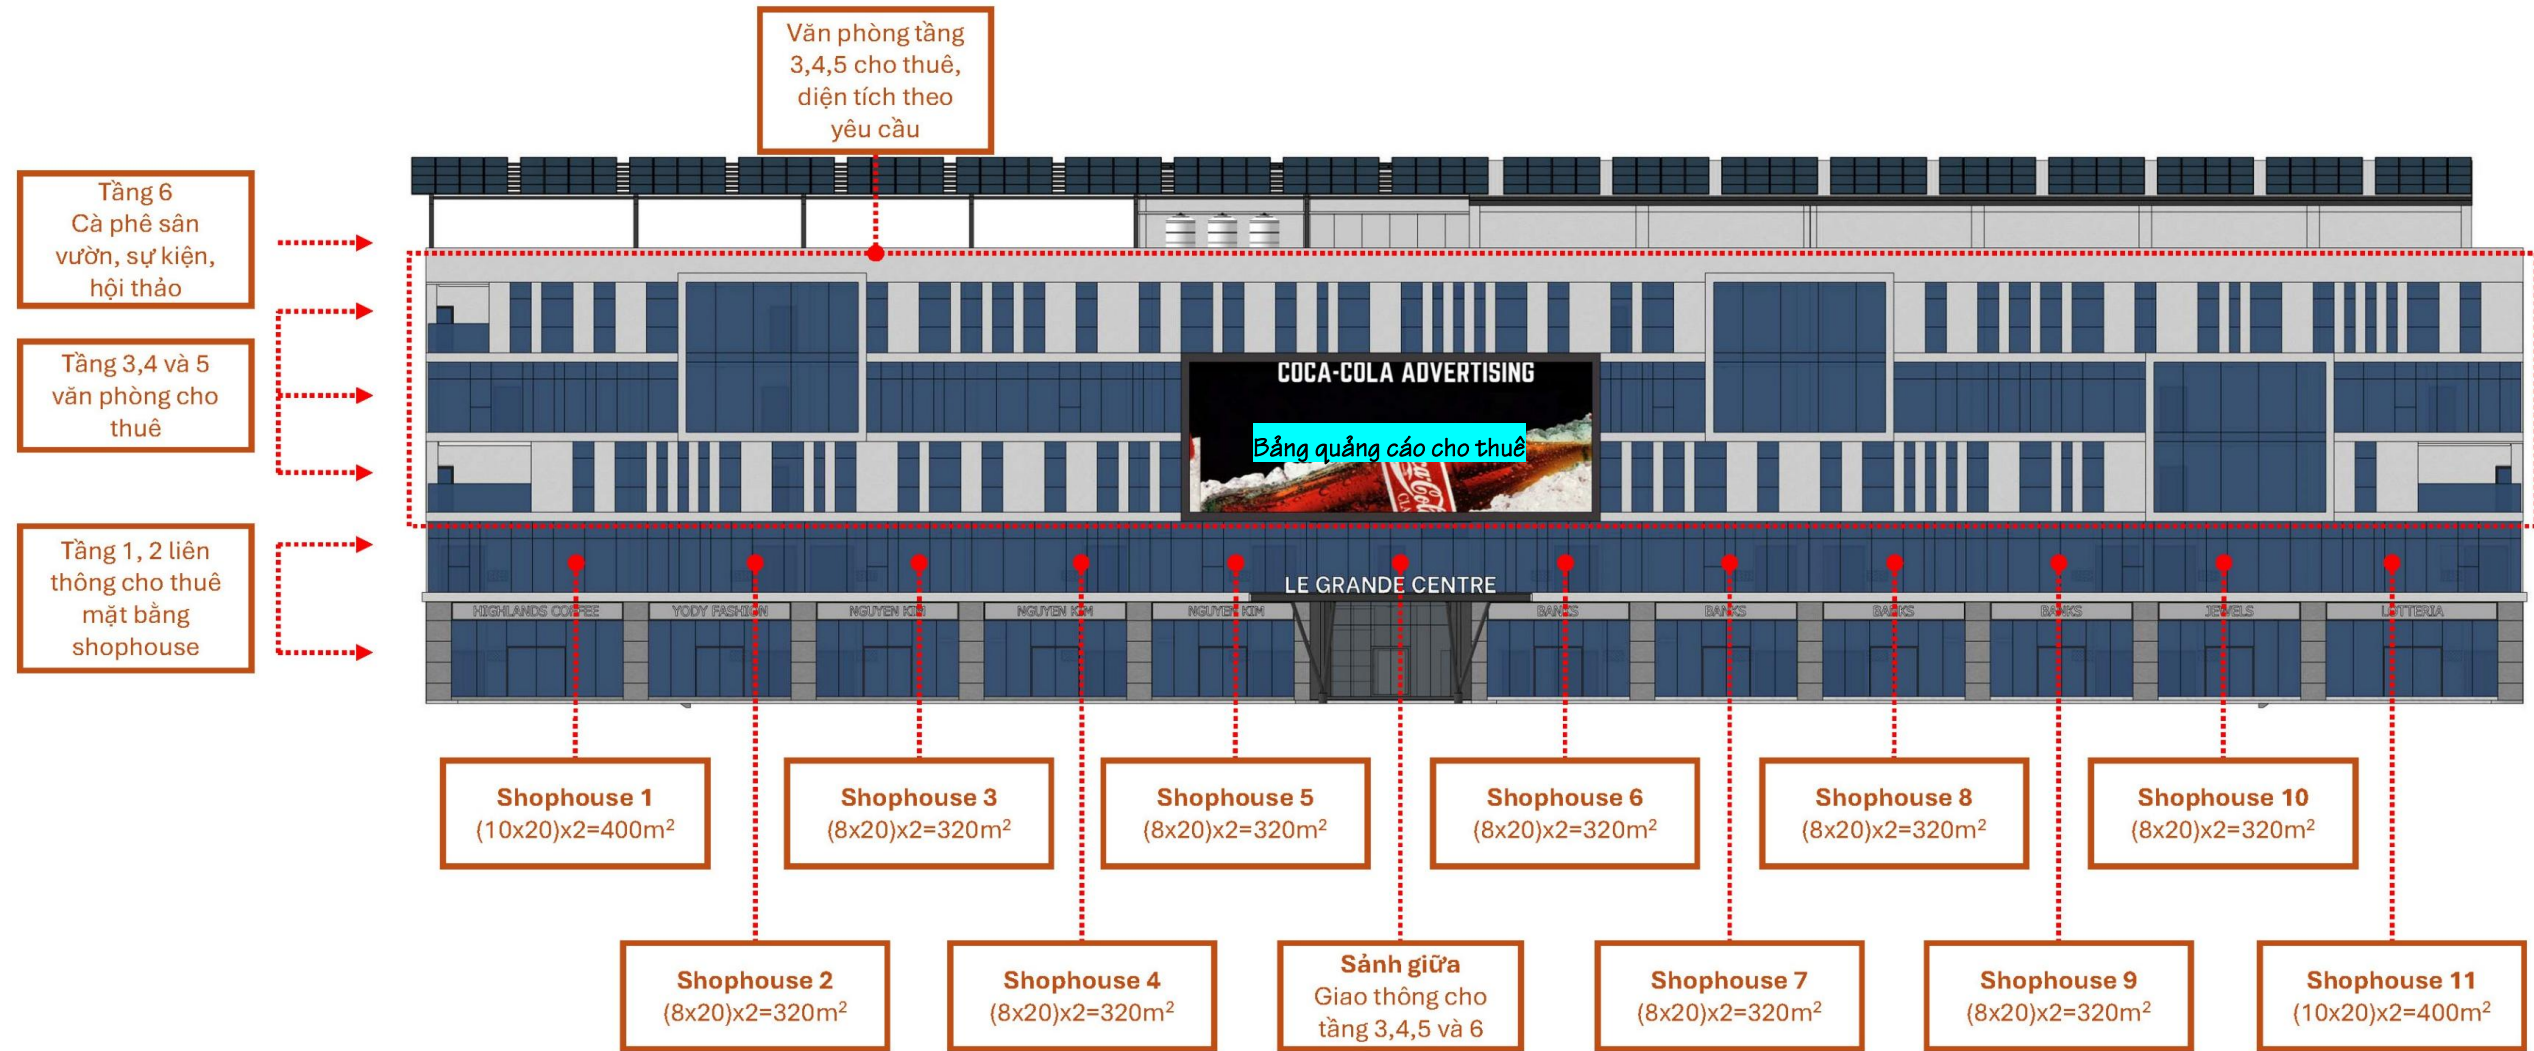 Văn phòng tầng
3,4,5 cho thuê,
diện tích theo
yêu cầu
Tầng 6
Cà phê sân
vườn, sự kiện,
hội thảo
Tầng 3,4 và 5
văn phòng cho
thuê
Tầng 1, 2 liên
thông cho thuê
mặt bằng
shophouse
COCA-COLA ADVERTISING
Bảng quảng cáo cho thuê
LE GRANDE CENTRE
HIGHLANDS COFFEE
YODY FASHION
NGUYEN KIM
NGUYEN KIM
NGUYEN KIM
BANKS
BANKS
BANKS
BANKS
JEWELS
LOTTERIA
Shophouse 1
(10x20)x2=400m²
Shophouse 3
(8x20)x2=320m²
Shophouse 5
(8x20)x2=320m²
Shophouse 6
(8x20)x2=320m²
Shophouse 8
(8x20)x2=320m²
Shophouse 10
(8x20)x2=320m²
Shophouse 2
(8x20)x2=320m²
Shophouse 4
(8x20)x2=320m²
Sảnh giữa
Giao thông cho
tầng 3,4,5 và 6
Shophouse 7
(8x20)x2=320m²
Shophouse 9
(8x20)x2=320m²
Shophouse 11
(10x20)x2=400m²